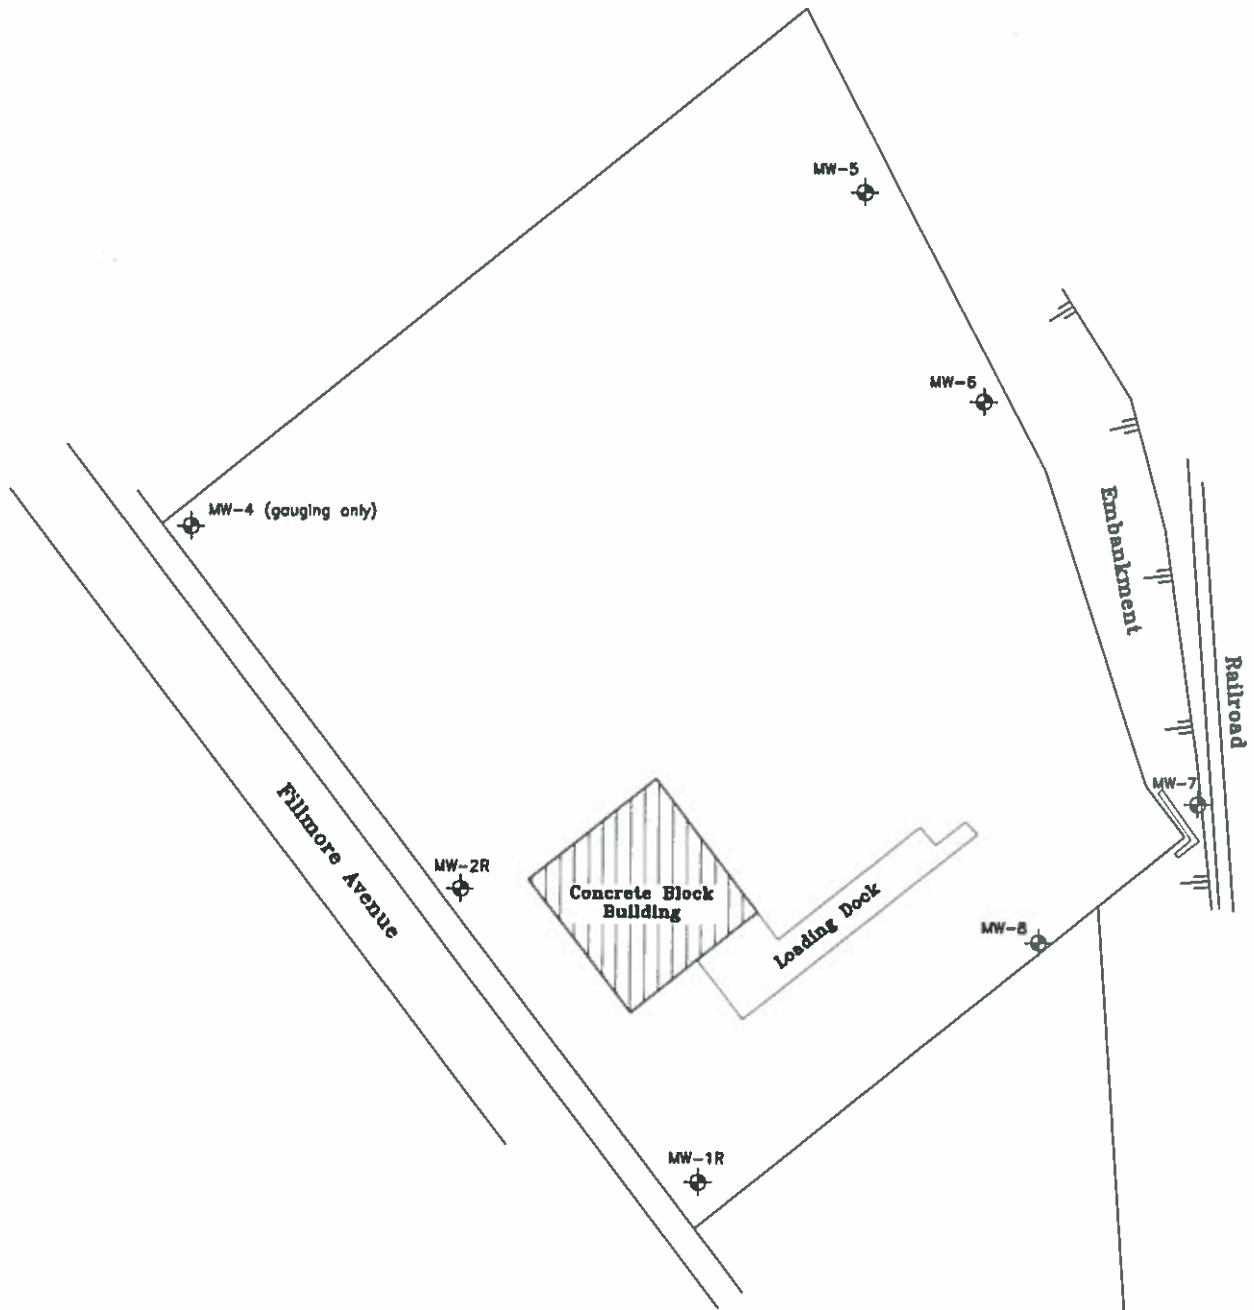 MW-5
MW-6
MW-4 (gauging only)
Embankment
Railroad
MW-7
Fillmore Avenue
MW-2R
Concrete Block
Building
Loading Dock
MW-8
MW-1R